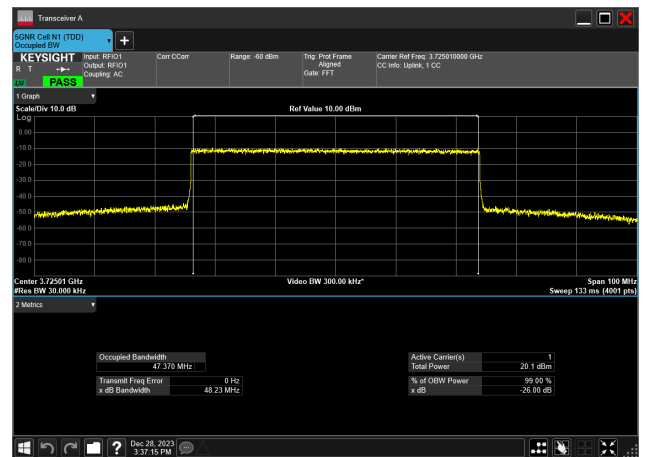 Transceiver A
5GNR Cell N1 (TDD)
Occupied BW
+
KEYSIGHT
R T
LXI
PASS
Input: RFIO1
Output: RFIO1
Coupling: AC
Corr CCorr
Range: -60 dBm
Trig: Prot Frame
Aligned
Gate: FFT
Carrier Ref Freq: 3.725010000 GHz
CC Info: Uplink, 1 CC
1 Graph
Scale/Div 10.0 dB
Ref Value 10.00 dBm
Log
0.00
-10.0
-20.0
-30.0
-40.0
-50.0
-60.0
-70.0
-80.0
Center 3.72501 GHz
Video BW 300.00 kHz*
Span 100 MHz
#Res BW 30.000 kHz
Sweep 133 ms (4001 pts)
2 Metrics
Occupied Bandwidth
47.370 MHz
Transmit Freq Error 0 Hz
x dB Bandwidth 48.23 MHz
Active Carrier(s) 1
Total Power 20.1 dBm
% of OBW Power 99.00 %
x dB -26.00 dB
?
Dec 28, 2023
3:37:15 PM